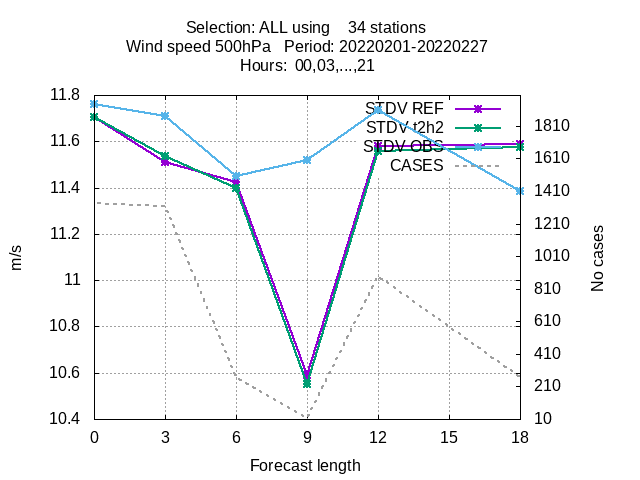 Selection: ALL using    34 stations
Wind speed 500hPa   Period: 20220201-20220227
Hours:  00,03,...,21
STDV REF
STDV t2h2
STDV OBS
CASES
11.8
11.6
11.4
11.2
11
10.8
10.6
10.4
1810
1610
1410
1210
1010
810
610
410
210
10
m/s
No cases
0 3 6 9 12 15 18
Forecast length